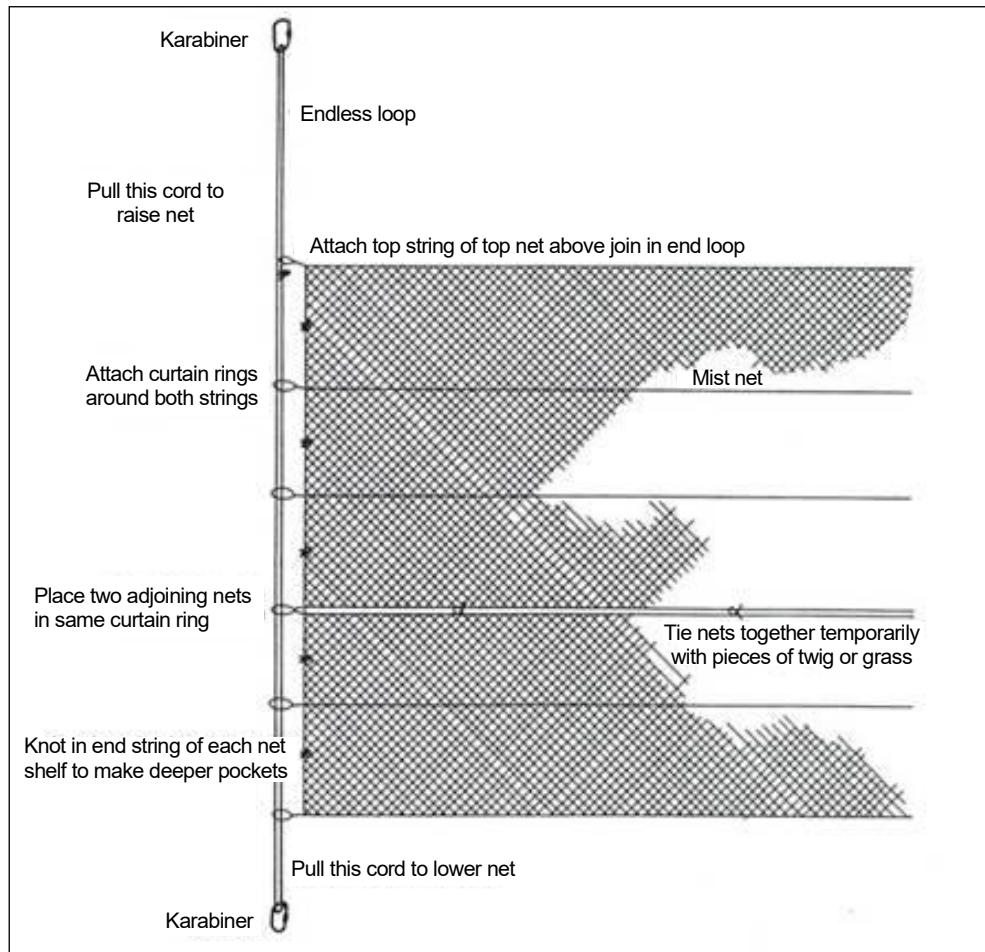 Karabiner
Endless loop
Pull this cord to
raise net
Attach top string of top net above join in end loop
Attach curtain rings
around both strings
Mist net
Place two adjoining nets
in same curtain ring
Tie nets together temporarily
with pieces of twig or grass
Knot in end string of each net
shelf to make deeper pockets
Pull this cord to lower net
Karabiner